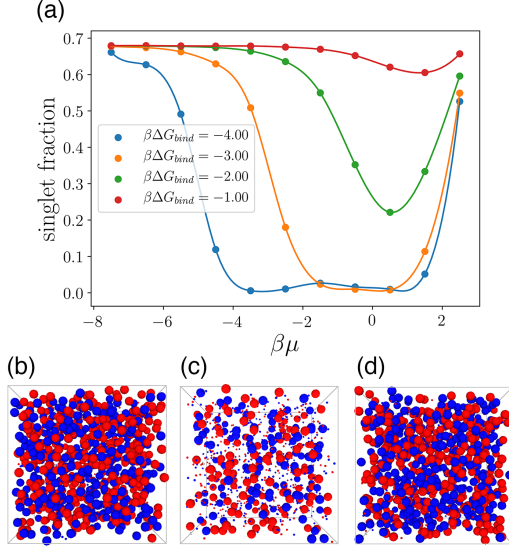 (a)
0.7
0.6
0.5
0.4
0.3
0.2
0.1
0.0
singlet fraction
βΔG_bind = −4.00
βΔG_bind = −3.00
βΔG_bind = −2.00
βΔG_bind = −1.00
−8 −6 −4 −2 0 2
βμ
(b) (c) (d)